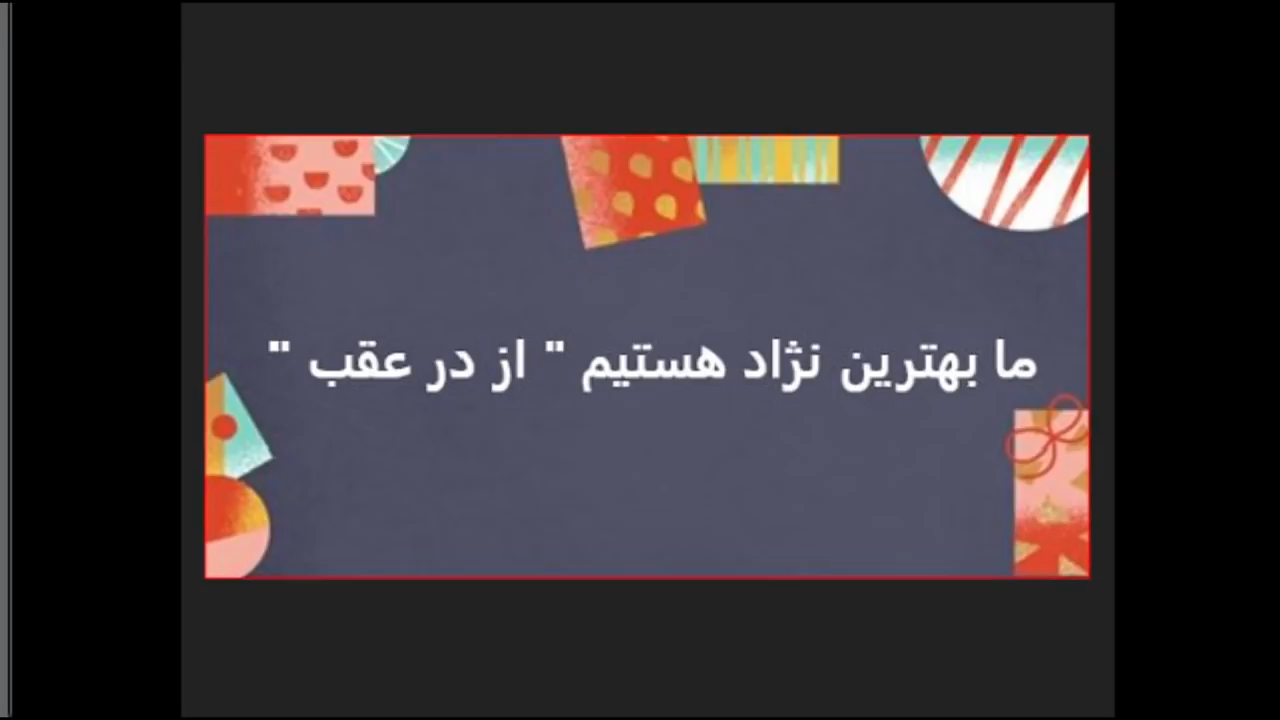 ما بهترین نژاد هستیم " از در عقب "